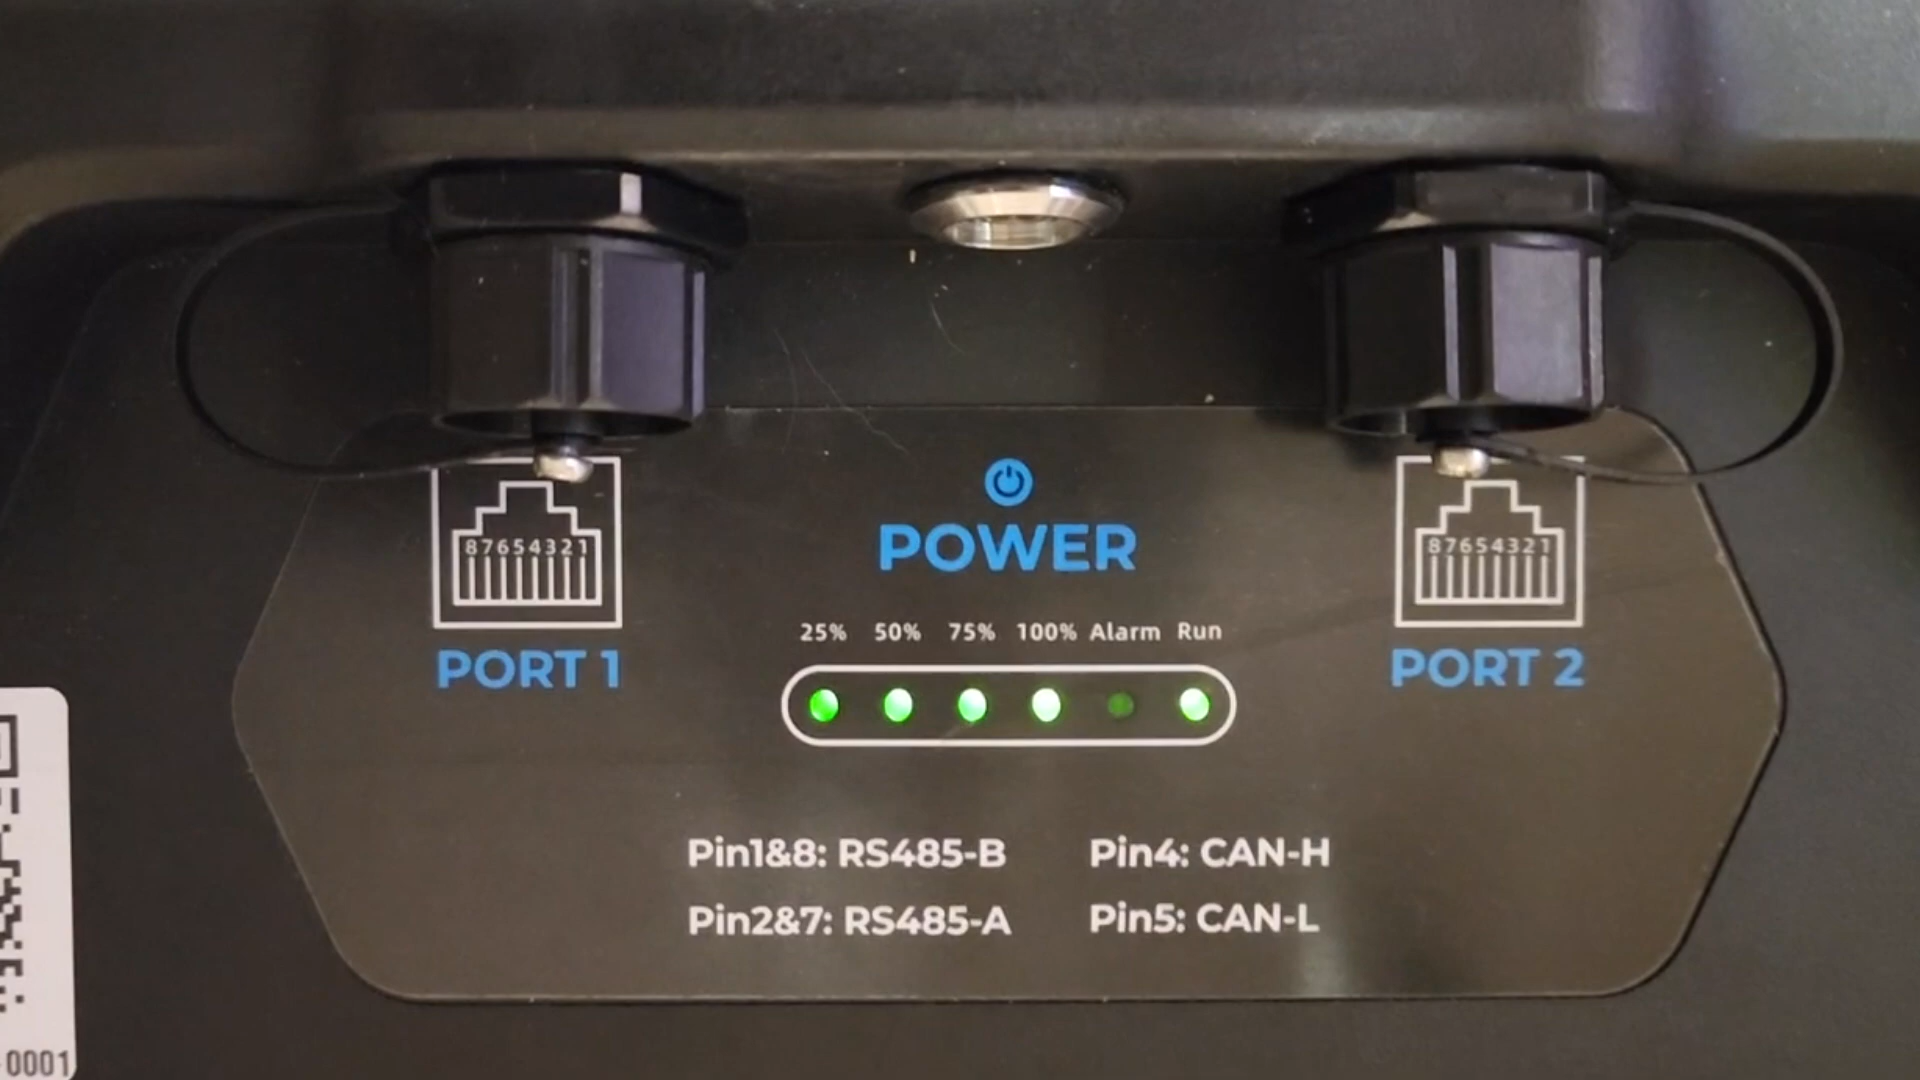 87654321
87654321
POWER
25% 50% 75% 100% Alarm Run
PORT 1
PORT 2
Pin1&8: RS485-B
Pin4: CAN-H
Pin2&7: RS485-A
Pin5: CAN-L
0001